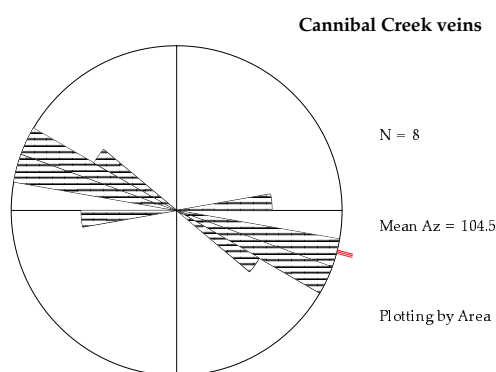 Cannibal Creek veins
N = 8
Mean Az = 104.5
Plotting by Area